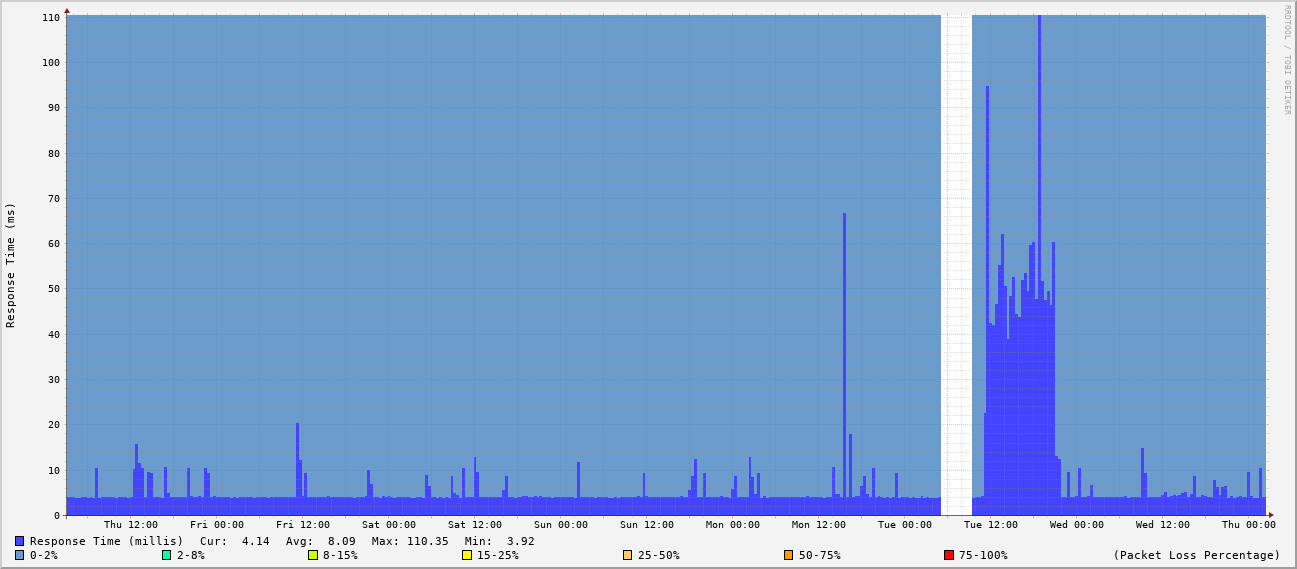 RRDTOOL / TOBI OETIKER
Response Time (ms)
110
100
90
80
70
60
50
40
30
20
10
0
Thu 12:00 Fri 00:00 Fri 12:00 Sat 00:00 Sat 12:00 Sun 00:00 Sun 12:00 Mon 00:00 Mon 12:00 Tue 00:00 Tue 12:00 Wed 00:00 Wed 12:00 Thu 00:00
Response Time (millis) Cur: 4.14 Avg: 8.09 Max: 110.35 Min: 3.92
0-2% 2-8% 8-15% 15-25% 25-50% 50-75% 75-100% (Packet Loss Percentage)